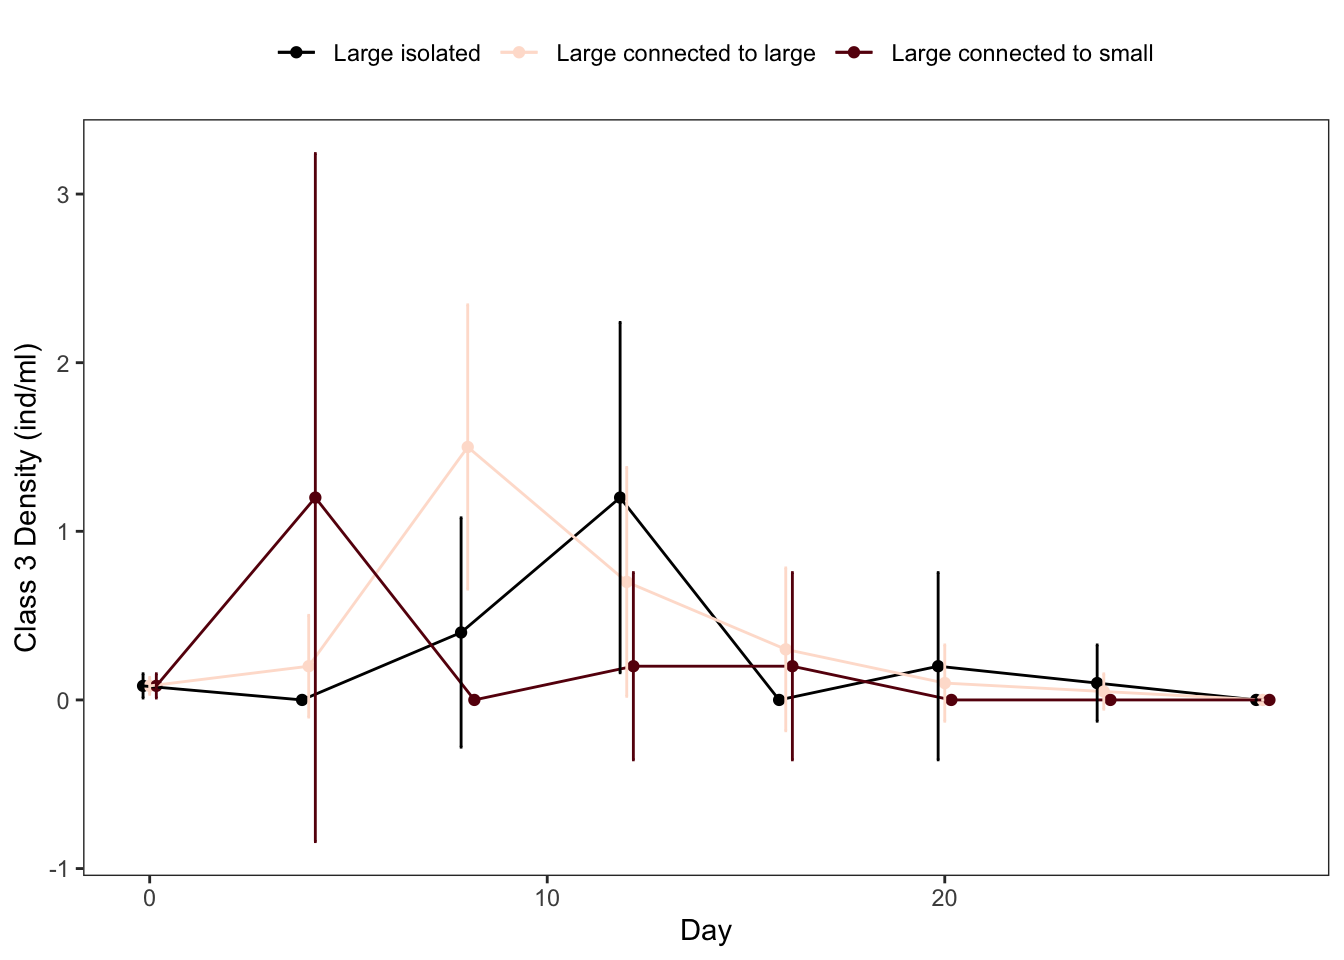 Large isolated Large connected to large Large connected to small
Class 3 Density (ind/ml)
3
2
1
0
-1
0 10 20
Day